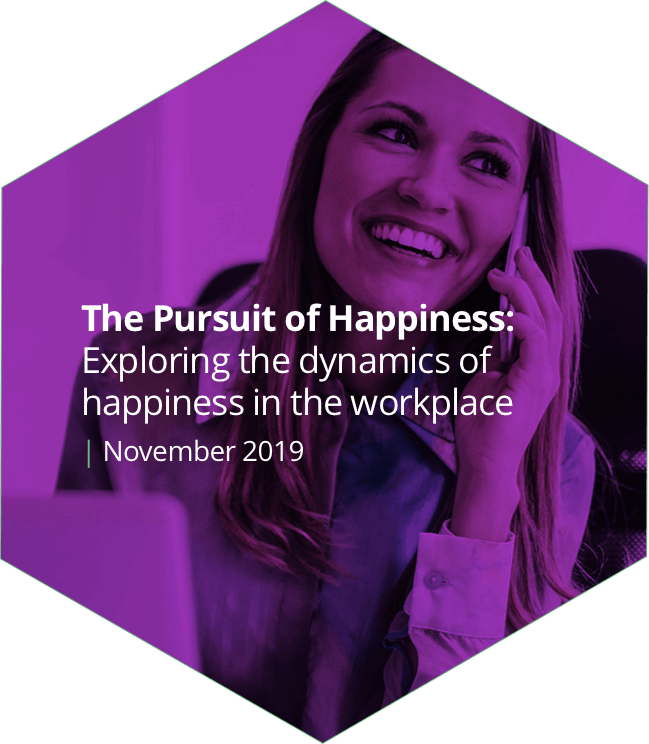 The Pursuit of Happiness:
Exploring the dynamics of
happiness in the workplace
| November 2019